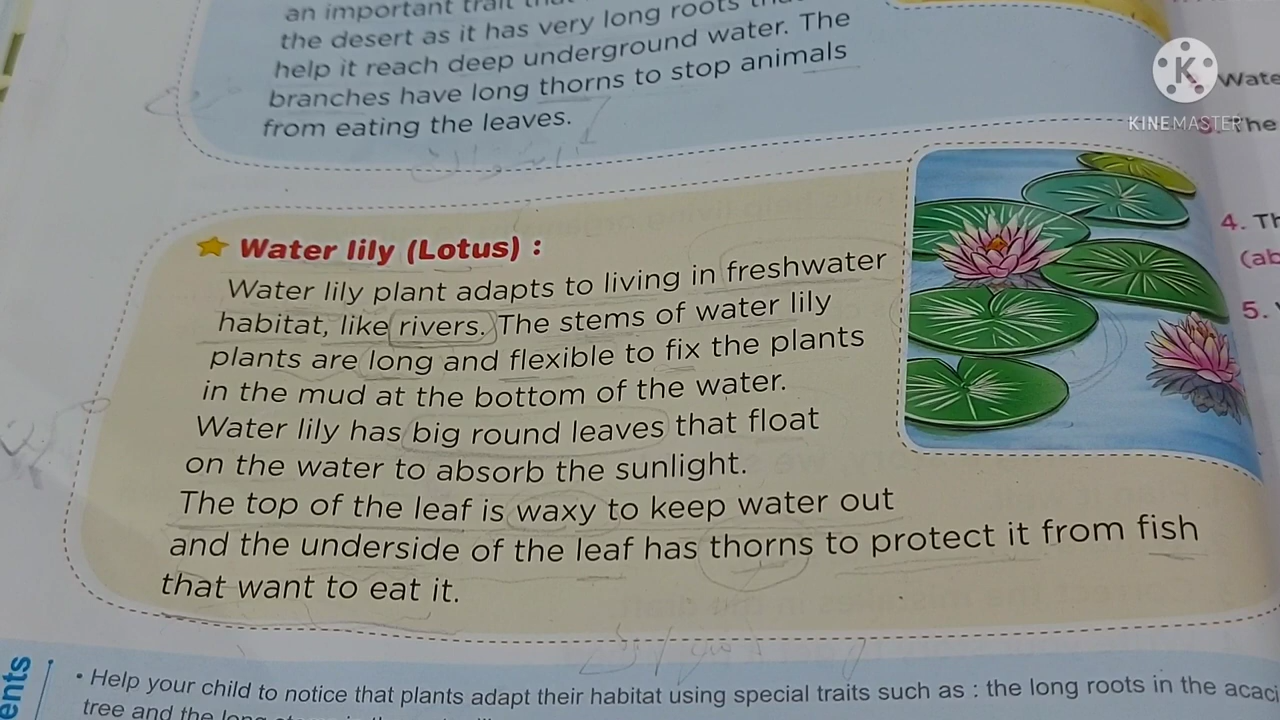 an important trait
the desert as it has very long roots
help it reach deep underground water. The
branches have long thorns to stop animals
from eating the leaves.
Water lily (Lotus) :
Water lily plant adapts to living in freshwater
habitat, like rivers. The stems of water lily
plants are long and flexible to fix the plants
in the mud at the bottom of the water.
Water lily has big round leaves that float
on the water to absorb the sunlight.
The top of the leaf is waxy to keep water out
and the underside of the leaf has thorns to protect it from fish
that want to eat it.
• Help your child to notice that plants adapt their habitat using special traits such as : the long roots in the
tree and the
K
KINEMASTER
Wate
The
4. Th
(ab
5.
ents